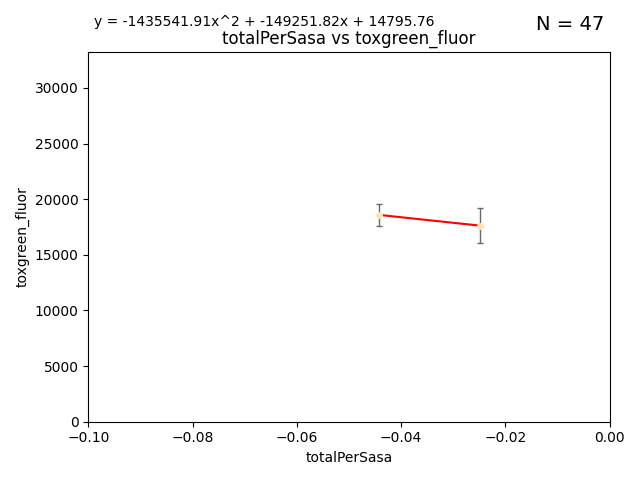 y = -1435541.91x^2 + -149251.82x + 14795.76
N = 47
totalPerSasa vs toxgreen_fluor
30000
25000
20000
15000
10000
5000
0
toxgreen_fluor
−0.10
−0.08
−0.06
−0.04
−0.02
0.00
totalPerSasa